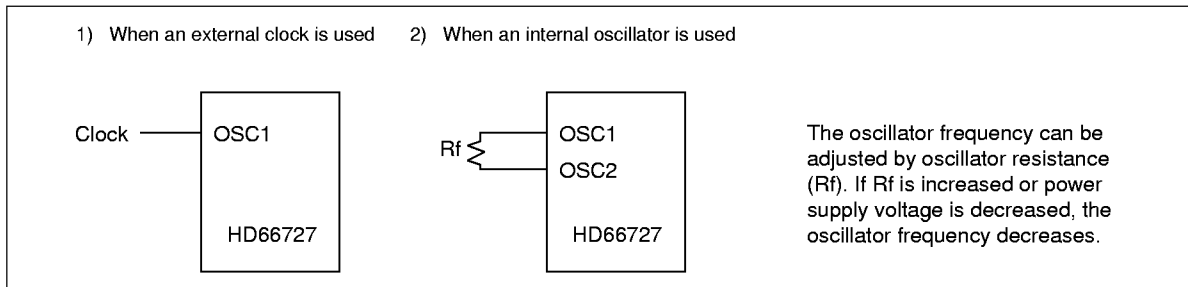 1) When an external clock is used
2) When an internal oscillator is used
Clock
OSC1
HD66727
Rf
OSC1
OSC2
HD66727
The oscillator frequency can be
adjusted by oscillator resistance
(Rf). If Rf is increased or power
supply voltage is decreased, the
oscillator frequency decreases.